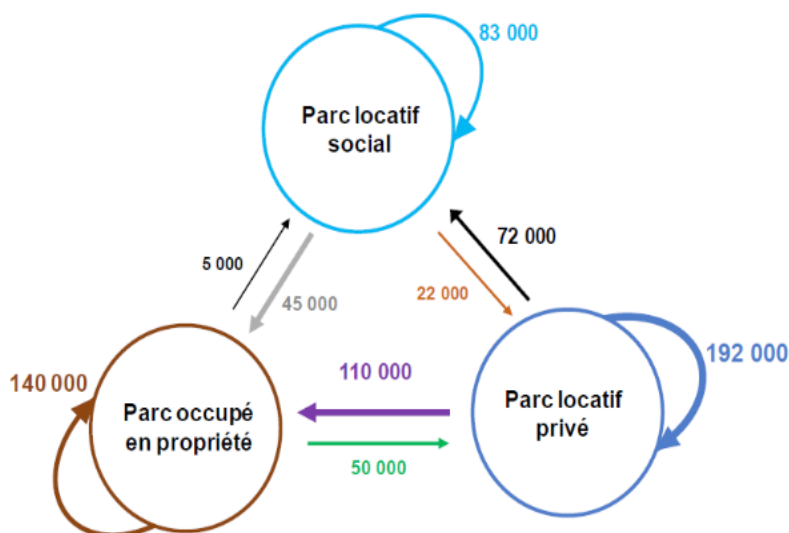 83 000
Parc locatif
social
72 000
5 000
22 000
45 000
192 000
110 000
140 000
Parc locatif
privé
Parc occupé
en propriété
50 000